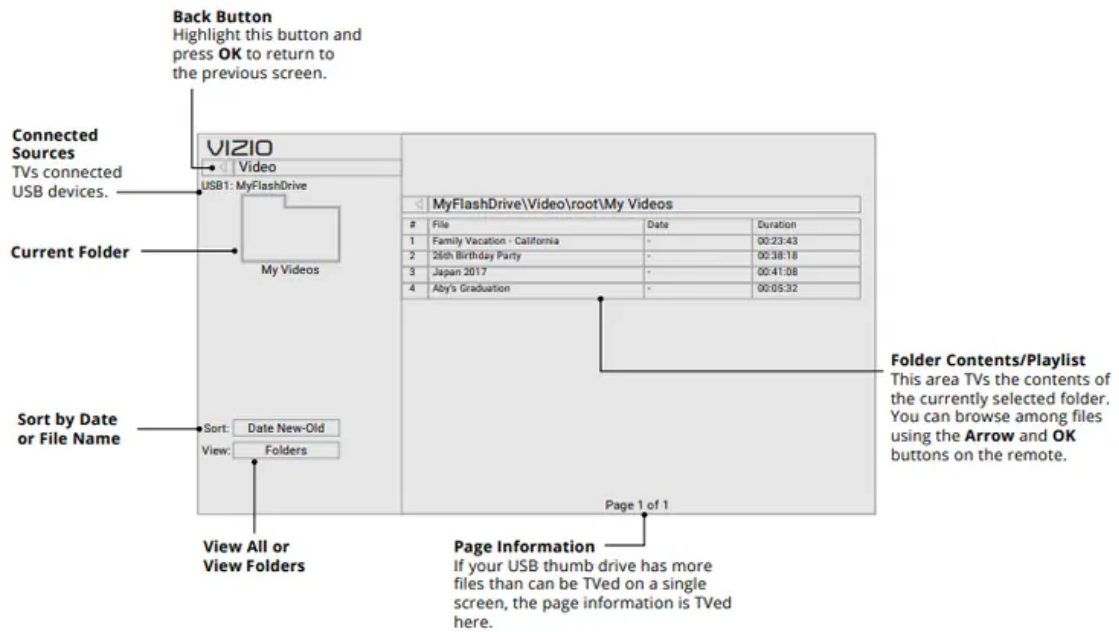 Back Button
Highlight this button and
press OK to return to
the previous screen.
Connected
Sources
TVs connected
USB devices.
Current Folder
Sort by Date
or File Name
VIZIO
Video
USB1: MyFlashDrive
My Videos
Sort: Date New-Old
View: Folders
MyFlashDrive\Video\root\My Videos
# File Date Duration
1 Family Vacation - California - 00:23:43
2 26th Birthday Party - 00:38:18
3 Japan 2017 - 00:41:08
4 Aby's Graduation - 00:05:32
Page 1 of 1
Folder Contents/Playlist
This area TVs the contents of
the currently selected folder.
You can browse among files
using the Arrow and OK
buttons on the remote.
View All or
View Folders
Page Information
If your USB thumb drive has more
files than can be TVed on a single
screen, the page information is TVed
here.